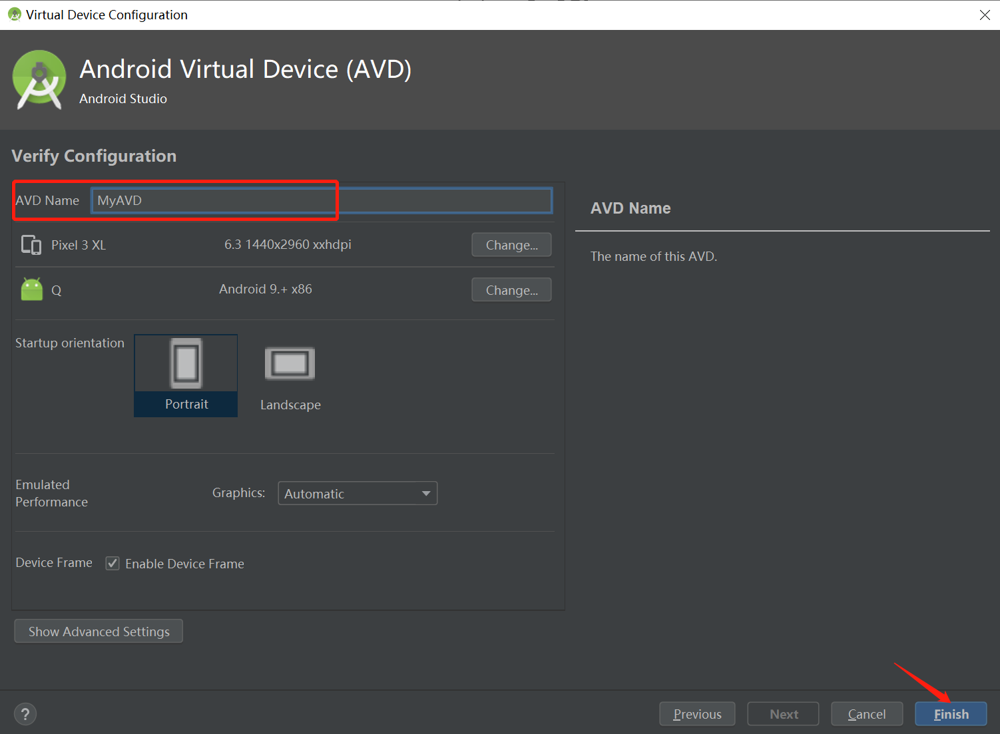 Virtual Device Configuration
Android Virtual Device (AVD)
Android Studio
Verify Configuration
AVD Name MyAVD
Pixel 3 XL 6.3 1440x2960 xxhdpi Change...
Q Android 9.+ x86 Change...
Startup orientation
Portrait
Landscape
Emulated
Performance
Graphics: Automatic
Device Frame Enable Device Frame
Show Advanced Settings
AVD Name
The name of this AVD.
?
Previous Next Cancel Finish